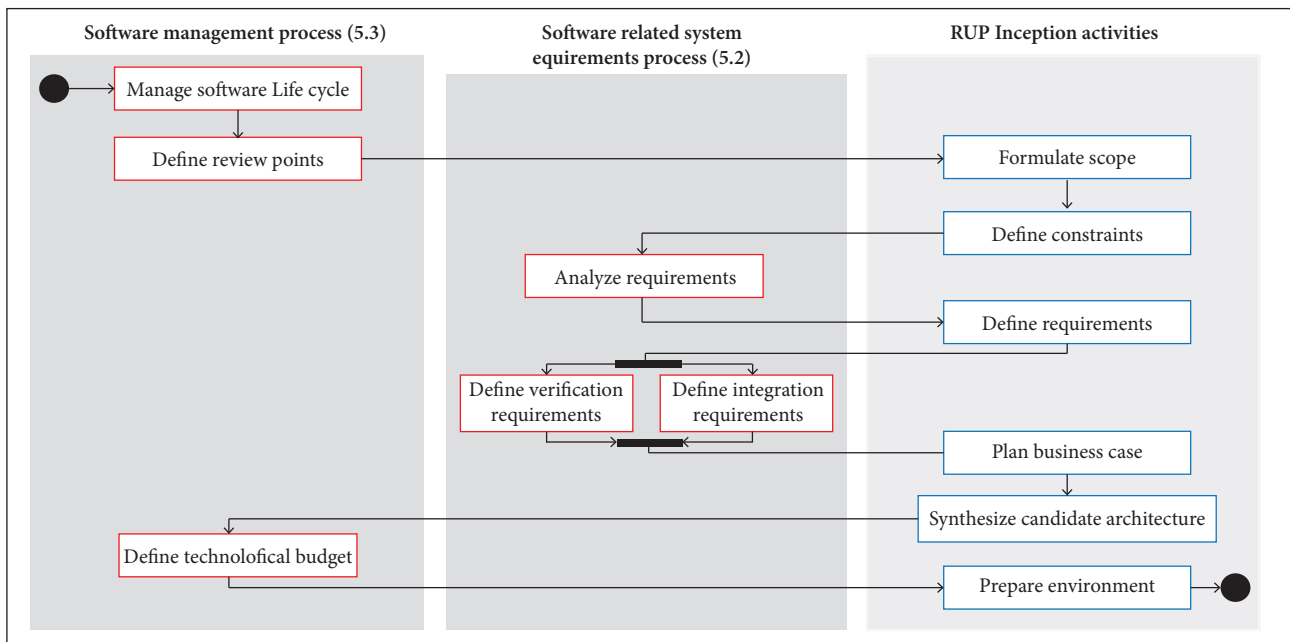 Software management process (5.3)
Software related system
equirements process (5.2)
RUP Inception activities
Manage software Life cycle
Define review points
Formulate scope
Define constraints
Analyze requirements
Define requirements
Define verification
requirements
Define integration
requirements
Plan business case
Synthesize candidate architecture
Define technolofical budget
Prepare environment